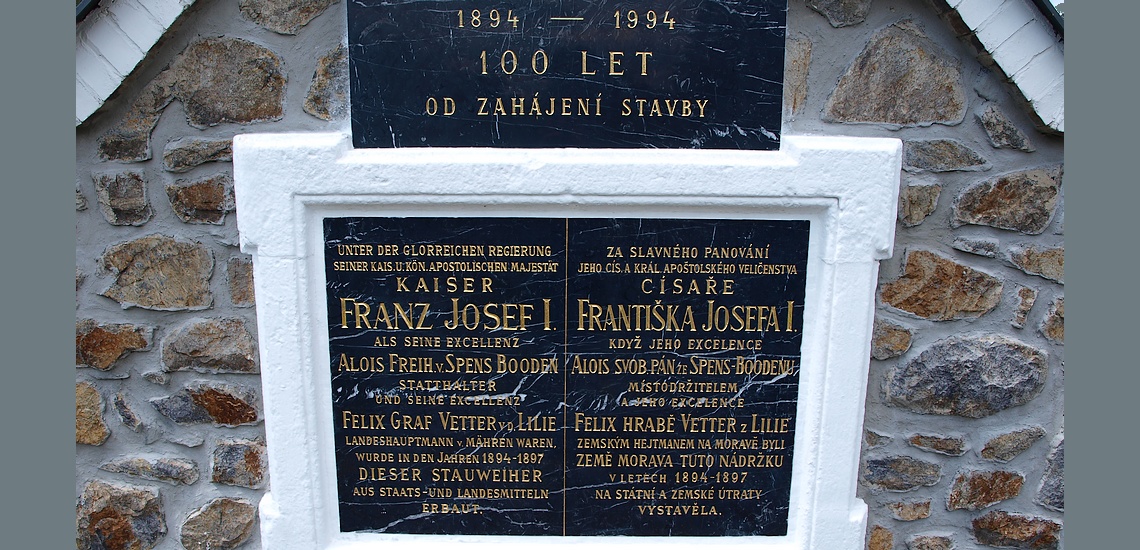 1894 — 1994
100 LET
OD ZAHÁJENÍ STAVBY
UNTER DER GLORREICHEN REGIERUNG
SEINER KAIS.U.KÖN.APOSTOLISCHEN MAJESTÄT
KAISER
FRANZ JOSEF I.
ALS SEINE EXCELLENZ
ALOIS FREIH.V.SPENS BOODEN
STATTHALTER
UND SEINE EXCELLENZ
FELIX GRAF VETTER V.D.LILIE
LANDESHAUPTMANN V. MÄHREN WAREN.
WURDE IN DEN JAHREN 1894-1897
DIESER STAUWEIHER
AUS STAATS-UND LANDESMITTELN
ERBAUT.
ZA SLAVNÉHO PANOVÁNÍ
JEHO CÍS.A KRÁL.APOŠTOLSKÉHO VELIČENSTVA
CÍSAŘE
FRANTIŠKA JOSEFA I.
KDYŽ JEHO EXCELENCE
ALOIS SVOB.PÁN ZE SPENS-BOODENU
MÍSTODRŽITELEM
A JEHO EXCELENCE
FELIX HRABĚ VETTER Z LILIE
ZEMSKÝM HEJTMANEM NA MORAVĚ BYLI,
ZEMĚ MORAVA TUTO NÁDRŽKU
V LETECH 1894-1897
NA STÁTNÍ A ZEMSKÉ ÚTRATY
VYSTAVĚLA.